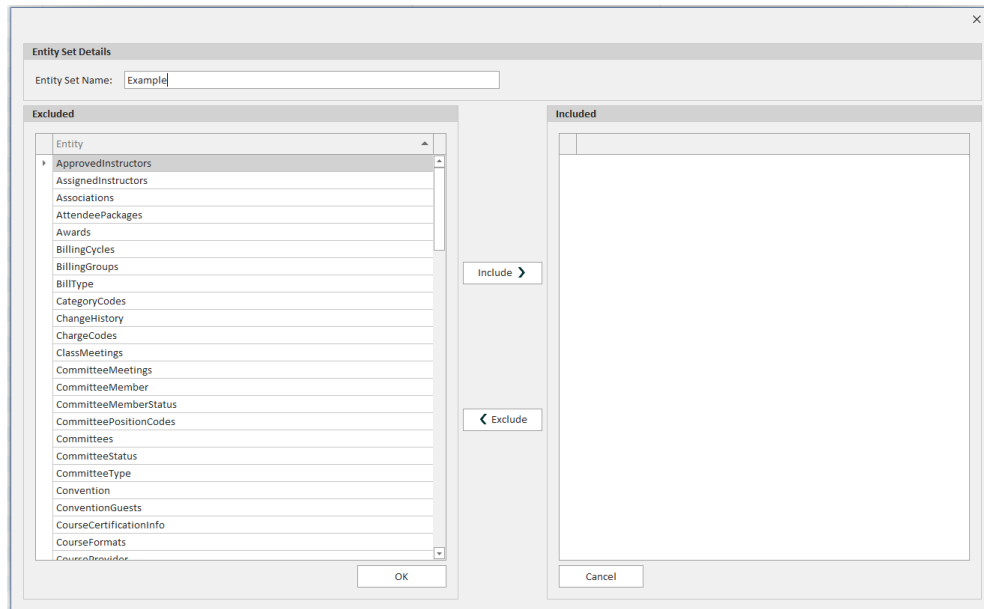 Entity Set Details
Entity Set Name: Example
Excluded
Included
Entity
ApprovedInstructors
AssignedInstructors
Associations
AttendeePackages
Awards
BillingCycles
BillingGroups
BillType
CategoryCodes
ChangeHistory
ChargeCodes
ClassMeetings
CommitteeMeetings
CommitteeMember
CommitteeMemberStatus
CommitteePositionCodes
Committees
CommitteeStatus
CommitteeType
Convention
ConventionGuests
CourseCertificationInfo
CourseFormats
CourseProvider
Include
Exclude
OK
Cancel